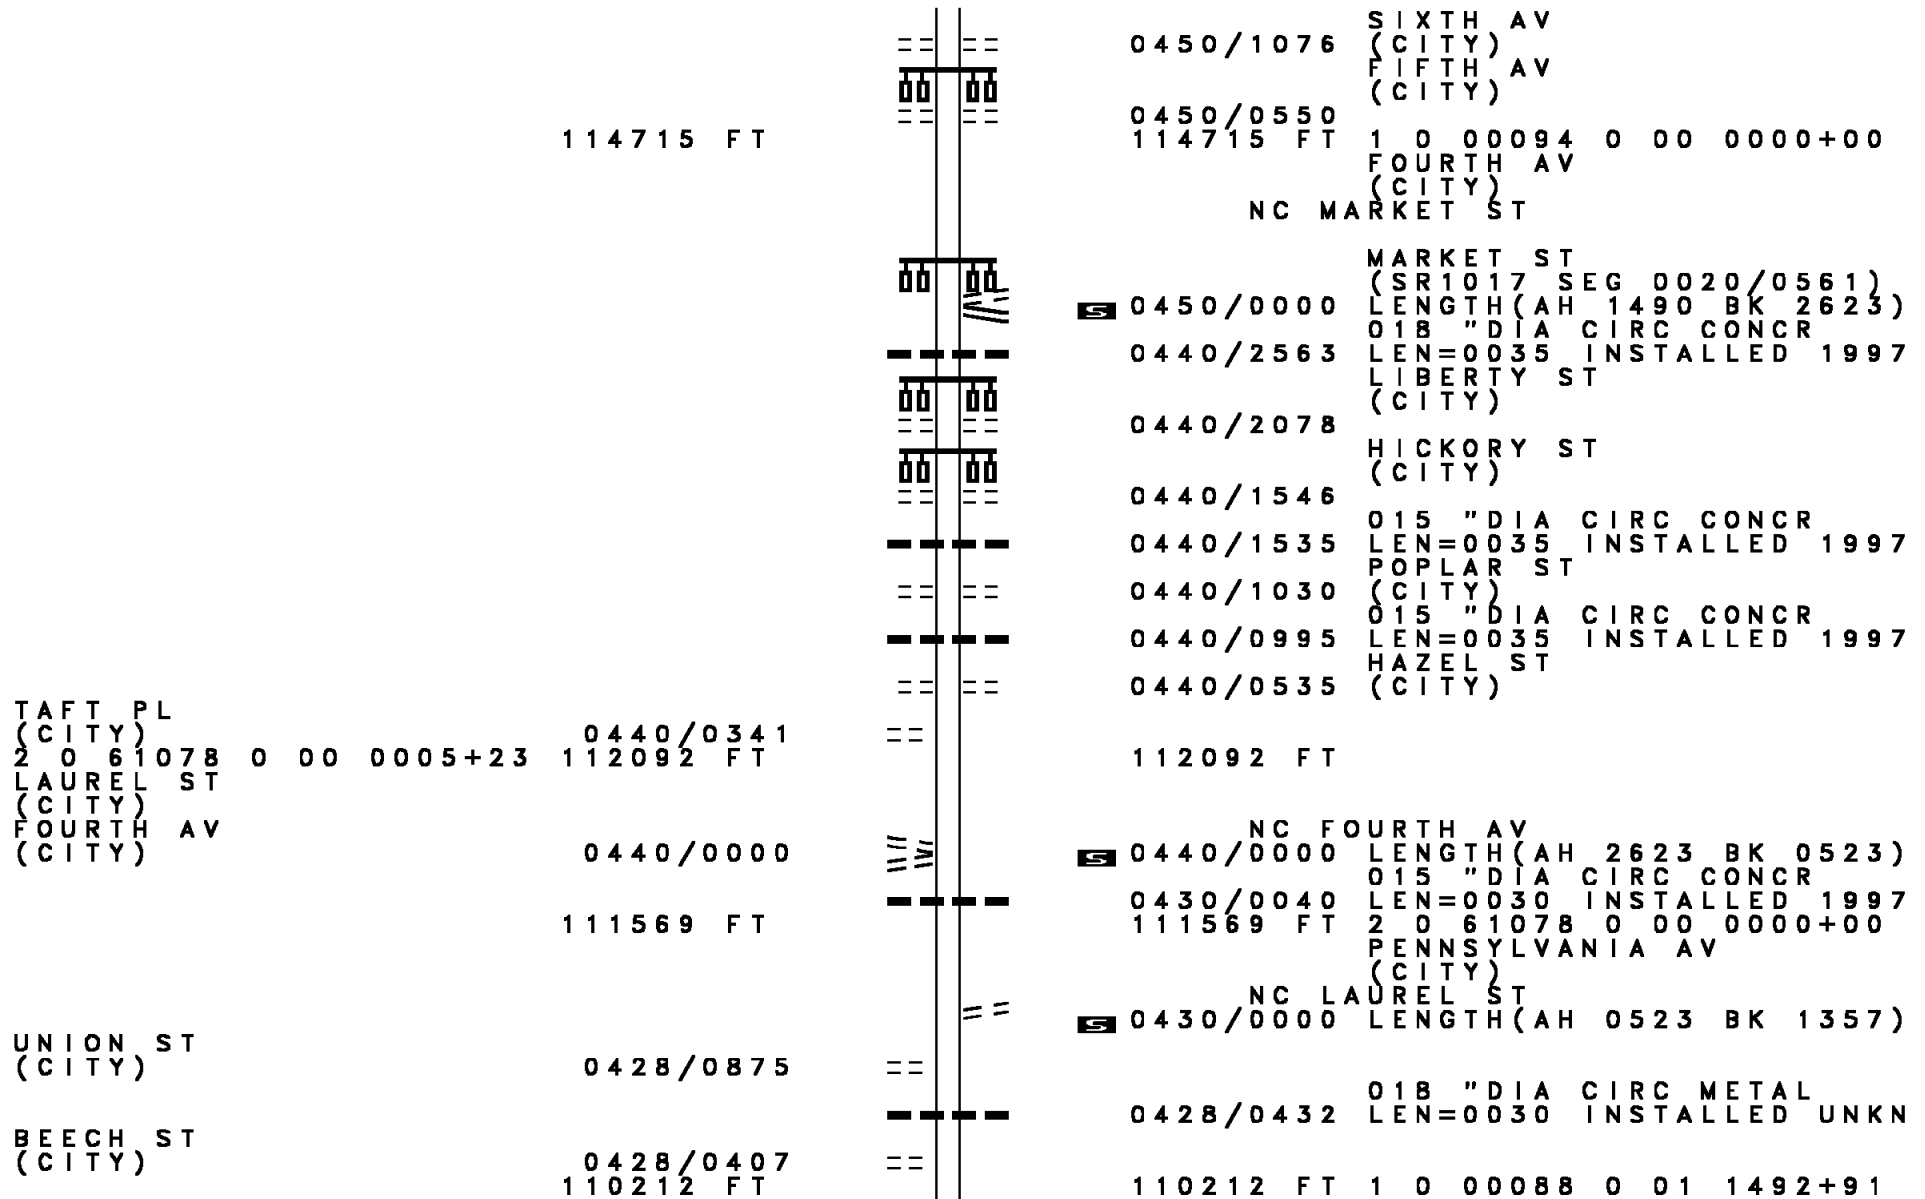 SIXTH AV
0450/1076 (CITY)
FIFTH AV
(CITY)
0450/0550
114715 FT 114715 FT 1 0 00094 0 00 0000+00
FOURTH AV
(CITY)
NC MARKET ST
MARKET ST
(SR1017 SEG 0020/0561)
S 0450/0000 LENGTH(AH 1490 BK 2623)
018 "DIA CIRC CONCR
0440/2563 LEN=0035 INSTALLED 1997
LIBERTY ST
(CITY)
0440/2078
HICKORY ST
(CITY)
0440/1546
015 "DIA CIRC CONCR
0440/1535 LEN=0035 INSTALLED 1997
POPLAR ST
0440/1030 (CITY)
015 "DIA CIRC CONCR
0440/0995 LEN=0035 INSTALLED 1997
HAZEL ST
0440/0535 (CITY)
TAFT PL
(CITY) 0440/0341
2 0 61078 0 00 0005+23 112092 FT 112092 FT
LAUREL ST
(CITY)
FOURTH AV NC FOURTH AV
(CITY) 0440/0000 S 0440/0000 LENGTH(AH 2623 BK 0523)
015 "DIA CIRC CONCR
0430/0040 LEN=0030 INSTALLED 1997
111569 FT 111569 FT 2 0 61078 0 00 0000+00
PENNSYLVANIA AV
(CITY)
NC LAUREL ST
S 0430/0000 LENGTH(AH 0523 BK 1357)
UNION ST
(CITY) 0428/0875
018 "DIA CIRC METAL
0428/0432 LEN=0030 INSTALLED UNKN
BEECH ST
(CITY) 0428/0407
110212 FT 110212 FT 1 0 00088 0 01 1492+91